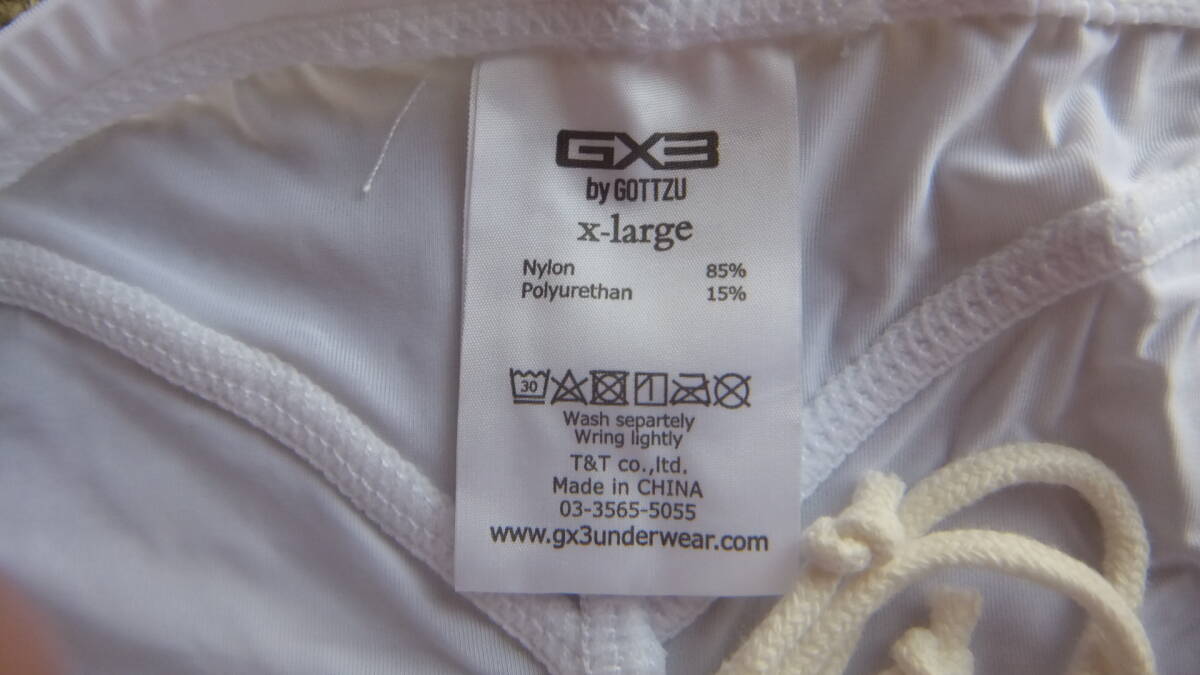 GX3
by GOTTZU
x-large
Nylon 85%
Polyurethan 15%
30
Wash separtely
Wring lightly
T&T co.,ltd.
Made in CHINA
03-3565-5055
www.gx3underwear.com